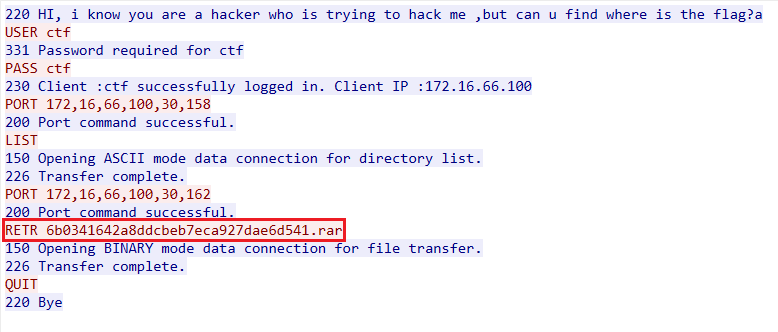 220 HI, i know you are a hacker who is trying to hack me ,but can u find where is the flag?a
USER ctf
331 Password required for ctf
PASS ctf
230 Client :ctf successfully logged in. Client IP :172.16.66.100
PORT 172,16,66,100,30,158
200 Port command successful.
LIST
150 Opening ASCII mode data connection for directory list.
226 Transfer complete.
PORT 172,16,66,100,30,162
200 Port command successful.
RETR 6b0341642a8ddcbeb7eca927dae6d541.rar
150 Opening BINARY mode data connection for file transfer.
226 Transfer complete.
QUIT
220 Bye